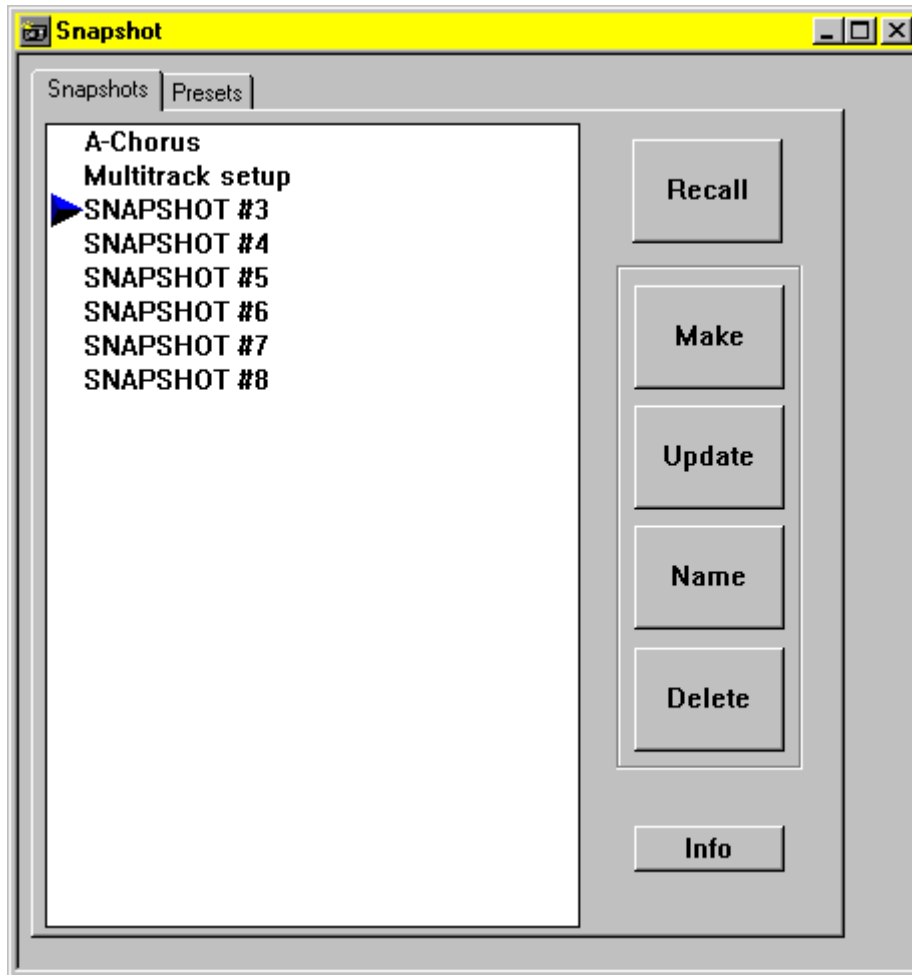 Snapshot
Snapshots
Presets
A-Chorus
Multitrack setup
SNAPSHOT #3
SNAPSHOT #4
SNAPSHOT #5
SNAPSHOT #6
SNAPSHOT #7
SNAPSHOT #8
Recall
Make
Update
Name
Delete
Info